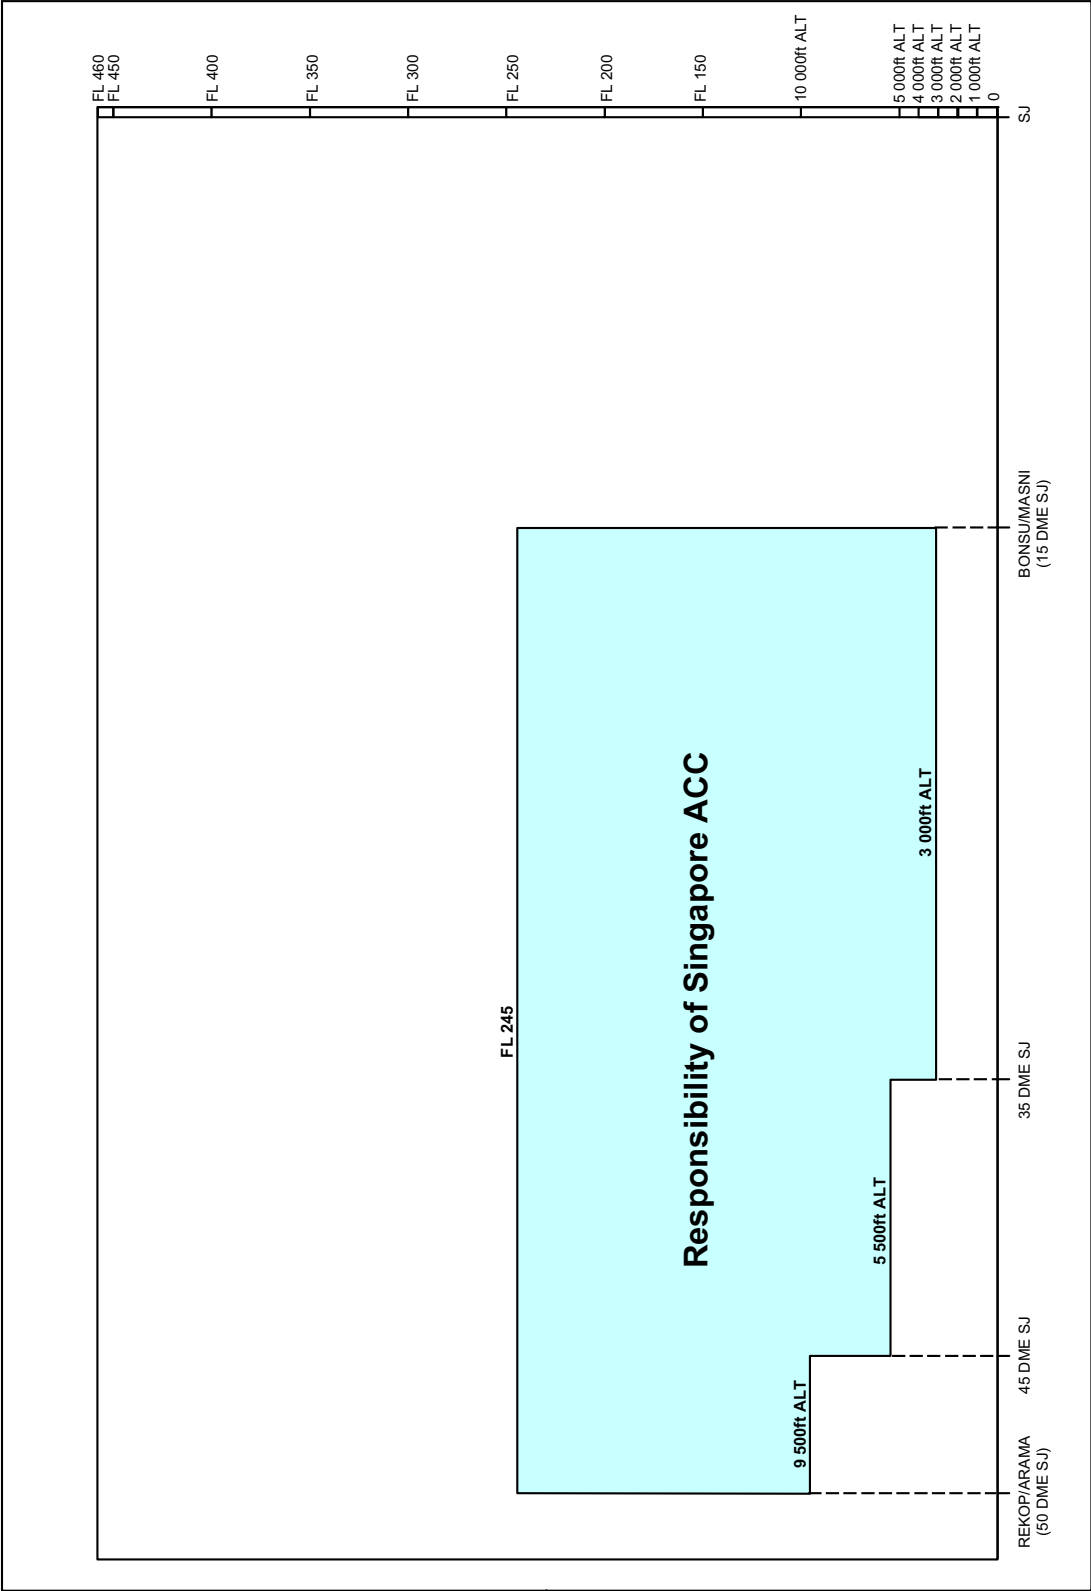 FL 460
FL 450
FL 400
FL 350
FL 300
FL 250
FL 200
FL 150
10 000ft ALT
5 000ft ALT
4 000ft ALT
3 000ft ALT
2 000ft ALT
1 000ft ALT
0
FL 245
Responsibility of Singapore ACC
9 500ft ALT
5 500ft ALT
3 000ft ALT
REKOP/ARAMA
(50 DME SJ)
45 DME SJ
35 DME SJ
BONSU/MASNI
(15 DME SJ)
SJ